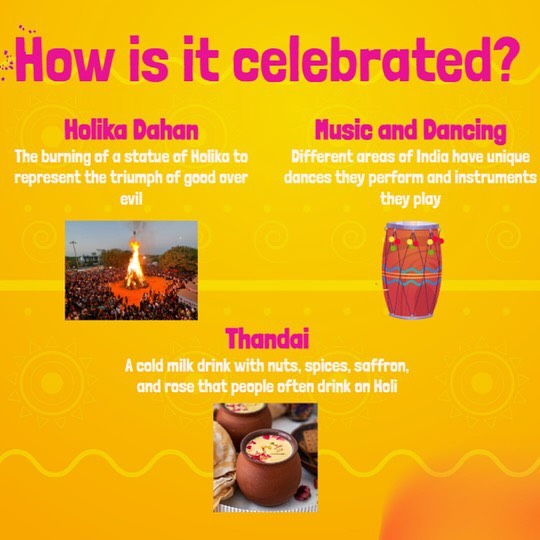 How is it celebrated?
Holika Dahan
The burning of a statue of Holika to
represent the triumph of good over
evil
Music and Dancing
Different areas of India have unique
dances they perform and instruments
they play
Thandai
A cold milk drink with nuts, spices, saffron,
and rose that people often drink on Holi